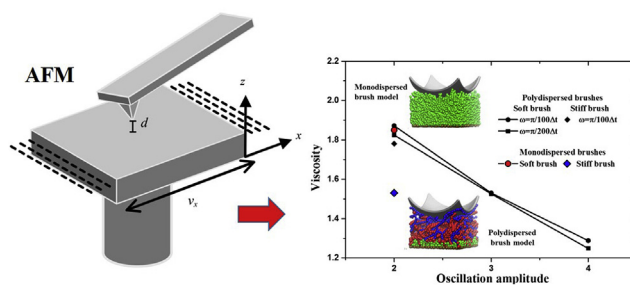 AFM
d
z
x
vx
Viscosity
2.2
2.0
1.8
1.6
1.4
1.2
Monodispersed
brush model
Polydispersed brushes
Soft brush Stiff brush
ω=π/100Δt ω=π/100Δt
ω=π/200Δt
Monodispersed brushes
Soft brush Stiff brush
Polydispersed
brush model
2 3 4
Oscillation amplitude